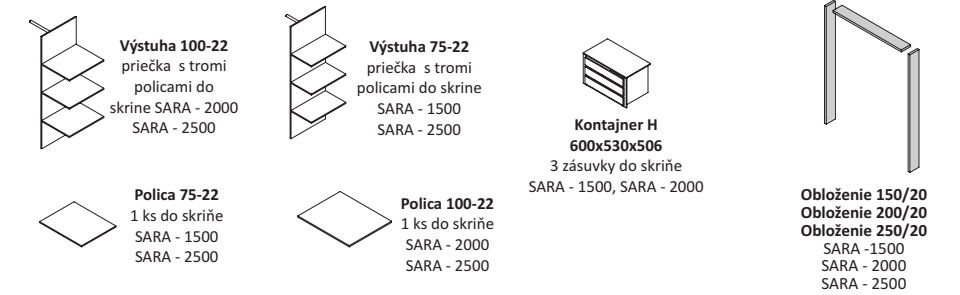 Výstuha 100-22
priečka s tromi
policami do
skrine SARA - 2000
SARA - 2500
Výstuha 75-22
priečka s tromi
policami do skrine
SARA - 1500
SARA - 2500
Kontajner H
600x530x506
3 zásuvky do skriňe
SARA - 1500, SARA - 2000
Polica 75-22
1 ks do skriňe
SARA - 1500
SARA - 2500
Polica 100-22
1 ks do skriňe
SARA - 2000
SARA - 2500
Obloženie 150/20
Obloženie 200/20
Obloženie 250/20
SARA -1500
SARA - 2000
SARA - 2500